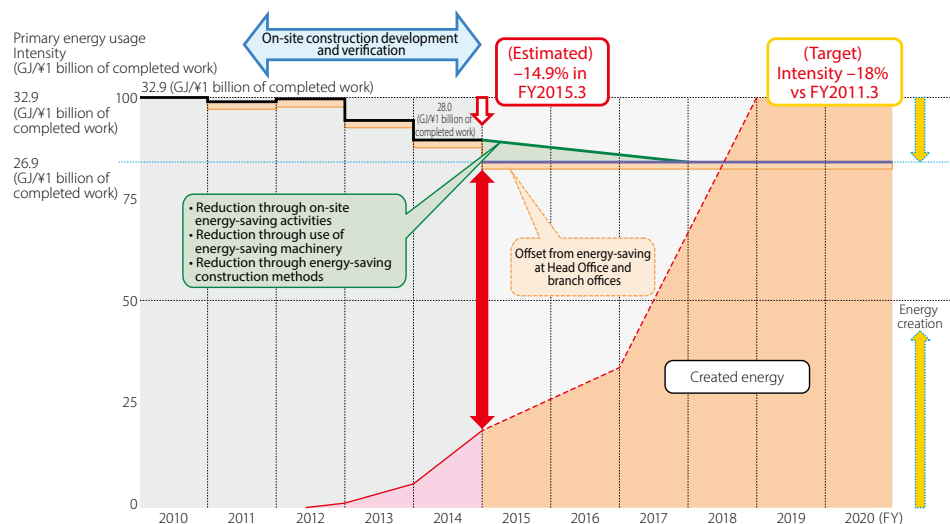 Primary energy usage
Intensity
(GJ/¥1 billion of completed work)
On-site construction development
and verification
(Estimated)
–14.9% in
FY2015.3
(Target)
Intensity –18%
vs FY2011.3
32.9 (GJ/¥1 billion of completed work)
32.9
(GJ/¥1 billion of
completed work)
100
28.0
(GJ/¥1 billion of
completed work)
26.9
(GJ/¥1 billion of
completed work)
75
• Reduction through on-site
energy-saving activities
• Reduction through use of
energy-saving machinery
• Reduction through energy-saving
construction methods
Offset from energy-saving
at Head Office and
branch offices
50
Energy
creation
Created energy
25
0
2010 2011 2012 2013 2014 2015 2016 2017 2018 2019 2020 (FY)